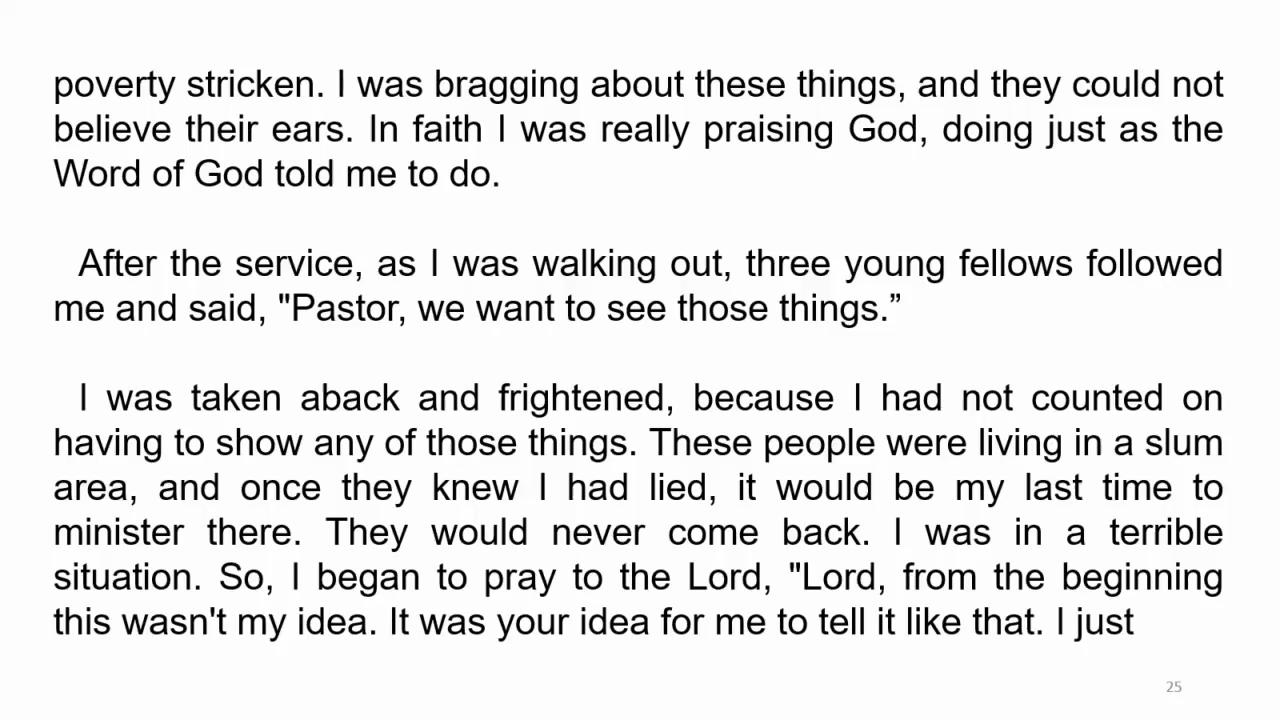 poverty stricken. I was bragging about these things, and they could not
believe their ears. In faith I was really praising God, doing just as the
Word of God told me to do.
After the service, as I was walking out, three young fellows followed
me and said, "Pastor, we want to see those things.”
I was taken aback and frightened, because I had not counted on
having to show any of those things. These people were living in a slum
area, and once they knew I had lied, it would be my last time to
minister there. They would never come back. I was in a terrible
situation. So, I began to pray to the Lord, "Lord, from the beginning
this wasn't my idea. It was your idea for me to tell it like that. I just
25